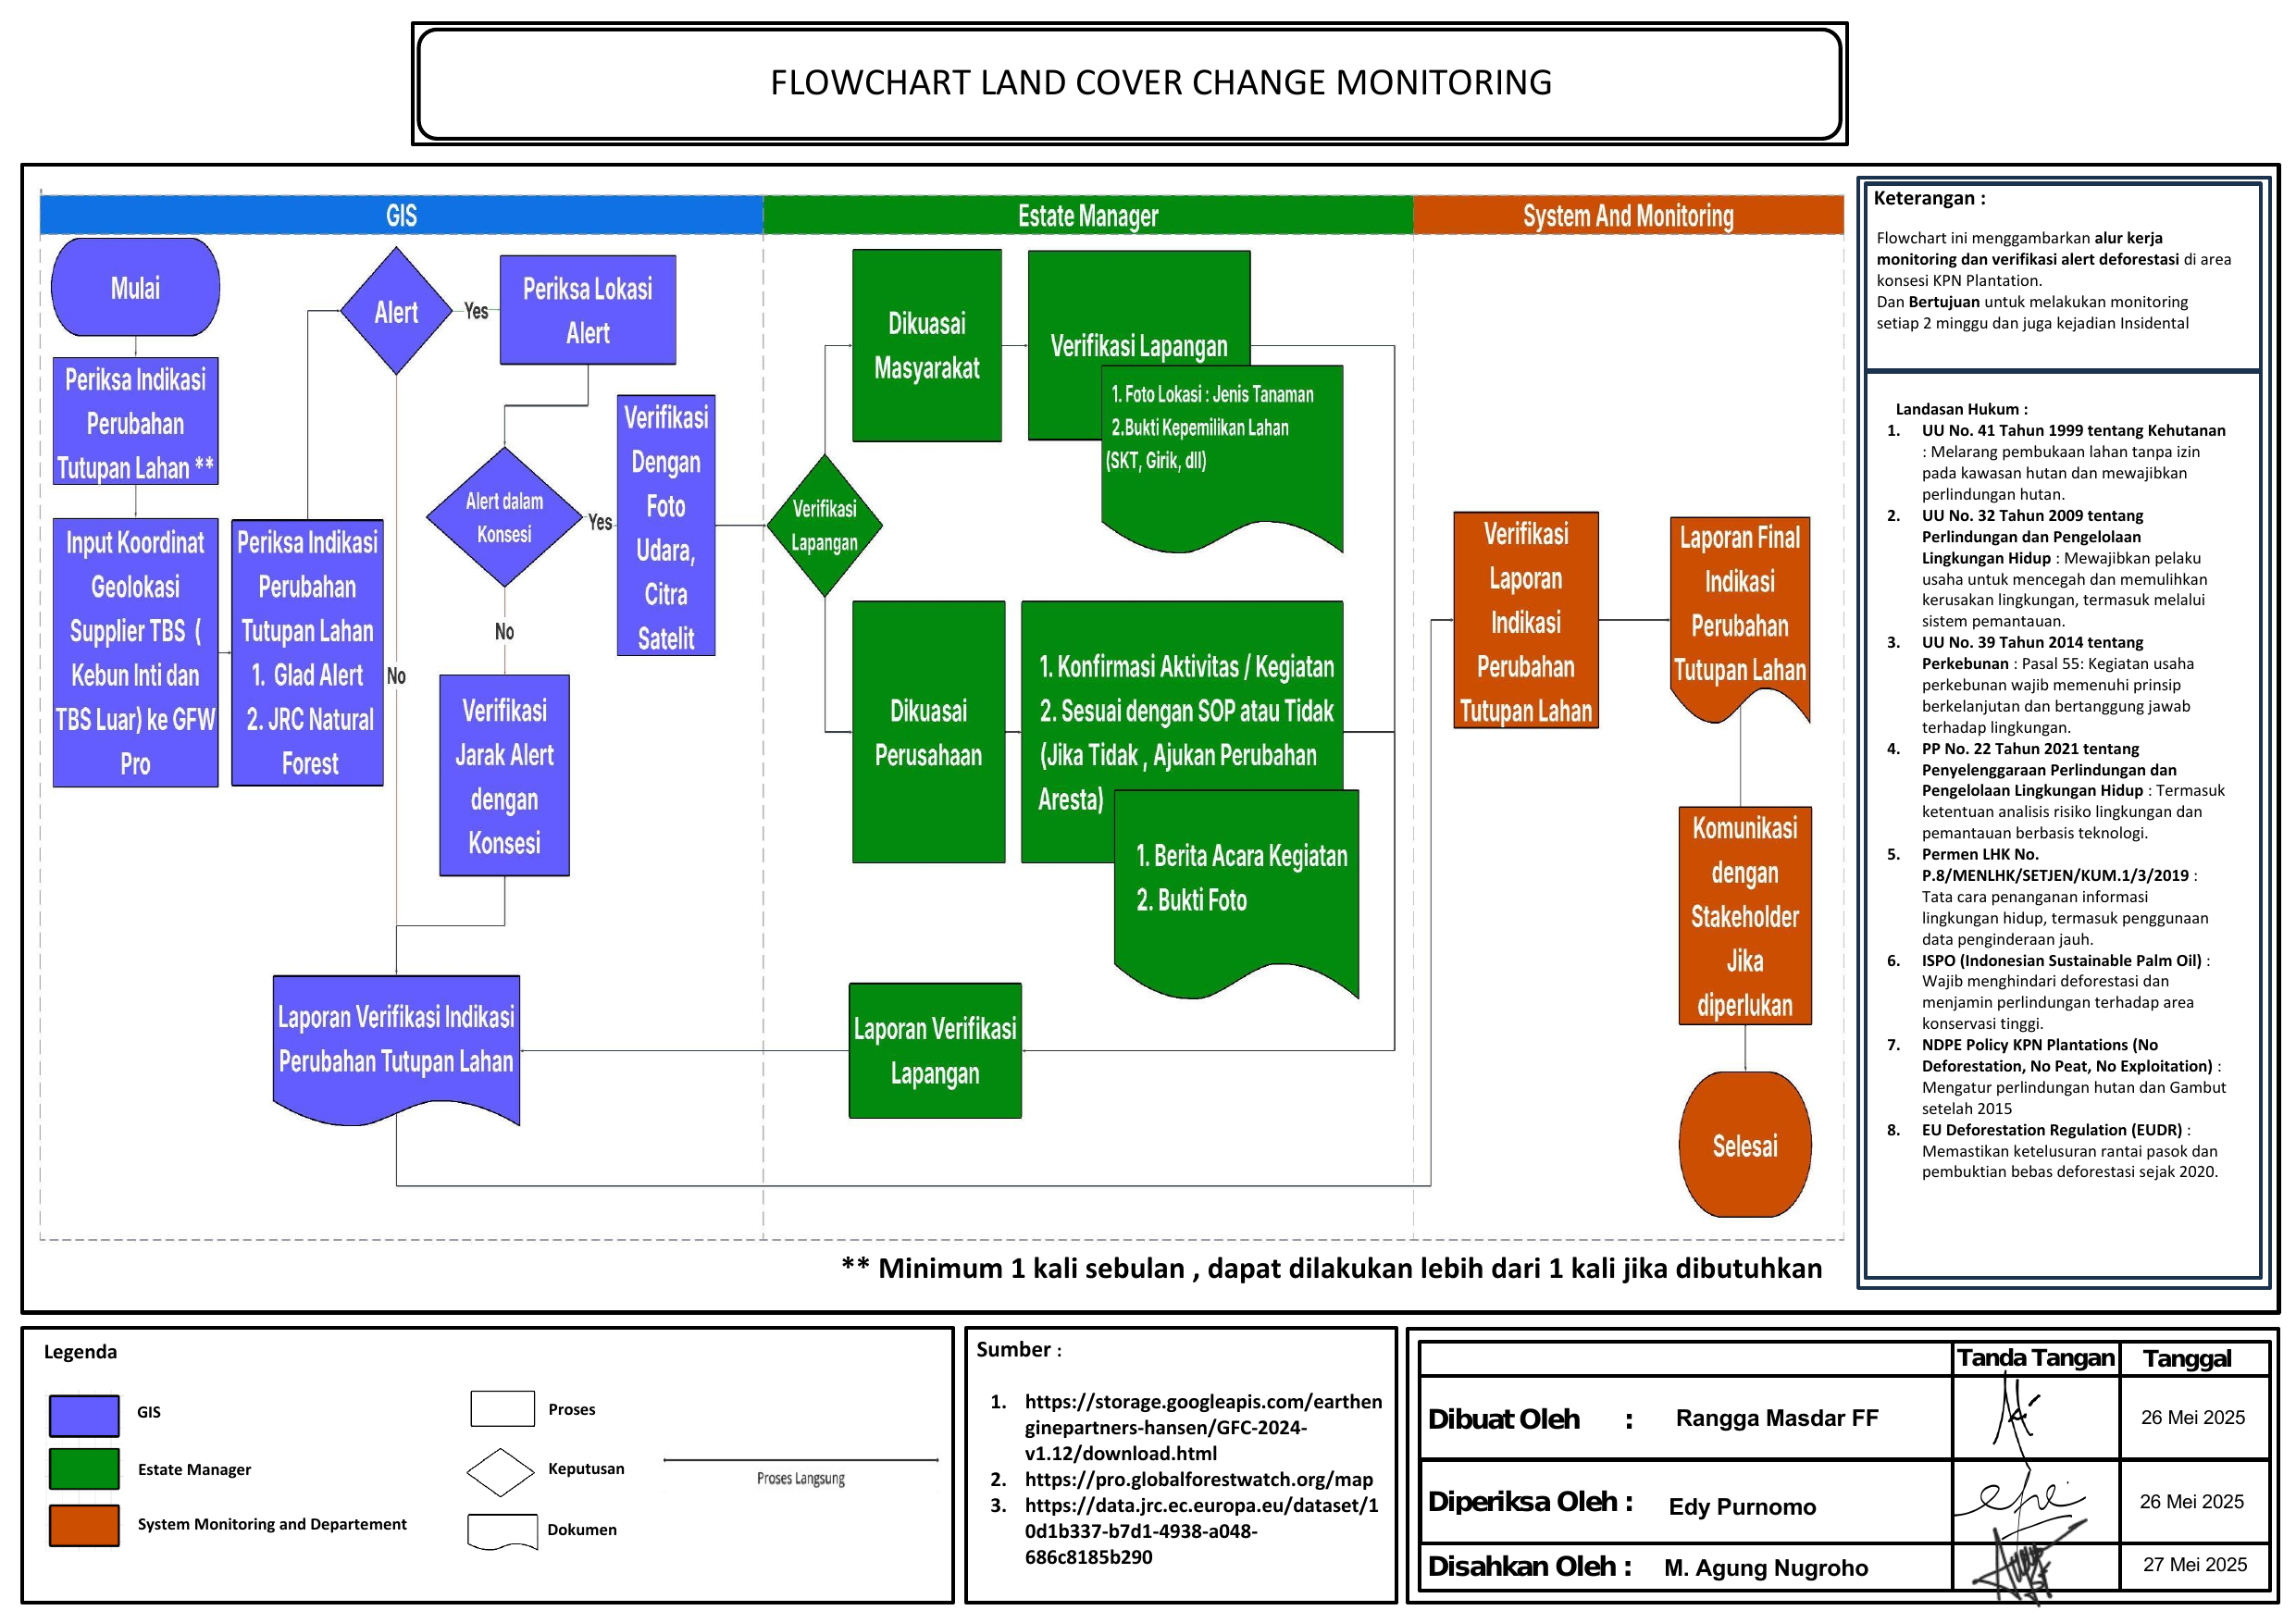 FLOWCHART LAND COVER CHANGE MONITORING
GIS
Estate Manager
System And Monitoring
Mulai
Periksa Indikasi
Perubahan
Tutupan Lahan **
Input Koordinat
Geolokasi
Supplier TBS (
Kebun Inti dan
TBS Luar) ke GFW
Pro
Periksa Indikasi
Perubahan
Tutupan Lahan
1. Glad Alert
2. JRC Natural
Forest
Alert
Yes
No
Periksa Lokasi
Alert
Alert dalam
Konsesi
Yes
No
Verifikasi
Dengan
Foto
Udara,
Citra
Satelit
Verifikasi
Jarak Alert
dengan
Konsesi
Laporan Verifikasi Indikasi
Perubahan Tutupan Lahan
Verifikasi
Lapangan
Dikuasai
Masyarakat
Verifikasi Lapangan
1. Foto Lokasi : Jenis Tanaman
2.Bukti Kepemilikan Lahan
(SKT, Girik, dll)
Dikuasai
Perusahaan
1. Konfirmasi Aktivitas / Kegiatan
2. Sesuai dengan SOP atau Tidak
(Jika Tidak , Ajukan Perubahan
Aresta)
1. Berita Acara Kegiatan
2. Bukti Foto
Laporan Verifikasi
Lapangan
Verifikasi
Laporan
Indikasi
Perubahan
Tutupan Lahan
Laporan Final
Indikasi
Perubahan
Tutupan Lahan
Komunikasi
dengan
Stakeholder
Jika
diperlukan
Selesai
** Minimum 1 kali sebulan , dapat dilakukan lebih dari 1 kali jika dibutuhkan
Keterangan :
Flowchart ini menggambarkan alur kerja
monitoring dan verifikasi alert deforestasi di area
konsesi KPN Plantation.
Dan Bertujuan untuk melakukan monitoring
setiap 2 minggu dan juga kejadian Insidental
Landasan Hukum :
1. UU No. 41 Tahun 1999 tentang Kehutanan
: Melarang pembukaan lahan tanpa izin
pada kawasan hutan dan mewajibkan
perlindungan hutan.
2. UU No. 32 Tahun 2009 tentang
Perlindungan dan Pengelolaan
Lingkungan Hidup : Mewajibkan pelaku
usaha untuk mencegah dan memulihkan
kerusakan lingkungan, termasuk melalui
sistem pemantauan.
3. UU No. 39 Tahun 2014 tentang
Perkebunan : Pasal 55: Kegiatan usaha
perkebunan wajib memenuhi prinsip
berkelanjutan dan bertanggung jawab
terhadap lingkungan.
4. PP No. 22 Tahun 2021 tentang
Penyelenggaraan Perlindungan dan
Pengelolaan Lingkungan Hidup : Termasuk
ketentuan analisis risiko lingkungan dan
pemantauan berbasis teknologi.
5. Permen LHK No.
P.8/MENLHK/SETJEN/KUM.1/3/2019 :
Tata cara penanganan informasi
lingkungan hidup, termasuk penggunaan
data penginderaan jauh.
6. ISPO (Indonesian Sustainable Palm Oil) :
Wajib menghindari deforestasi dan
menjamin perlindungan terhadap area
konservasi tinggi.
7. NDPE Policy KPN Plantations (No
Deforestation, No Peat, No Exploitation) :
Mengatur perlindungan hutan dan Gambut
setelah 2015
8. EU Deforestation Regulation (EUDR) :
Memastikan ketelusuran rantai pasok dan
pembuktian bebas deforestasi sejak 2020.
Legenda
GIS
Estate Manager
System Monitoring and Departement
Proses
Keputusan
Dokumen
Proses Langsung
Sumber :
1. https://storage.googleapis.com/earthen
ginepartners-hansen/GFC-2024-
v1.12/download.html
2. https://pro.globalforestwatch.org/map
3. https://data.jrc.ec.europa.eu/dataset/1
0d1b337-b7d1-4938-a048-
686c8185b290
Tanda Tangan Tanggal
Dibuat Oleh : Rangga Masdar FF 26 Mei 2025
Diperiksa Oleh : Edy Purnomo 26 Mei 2025
Disahkan Oleh : M. Agung Nugroho 27 Mei 2025